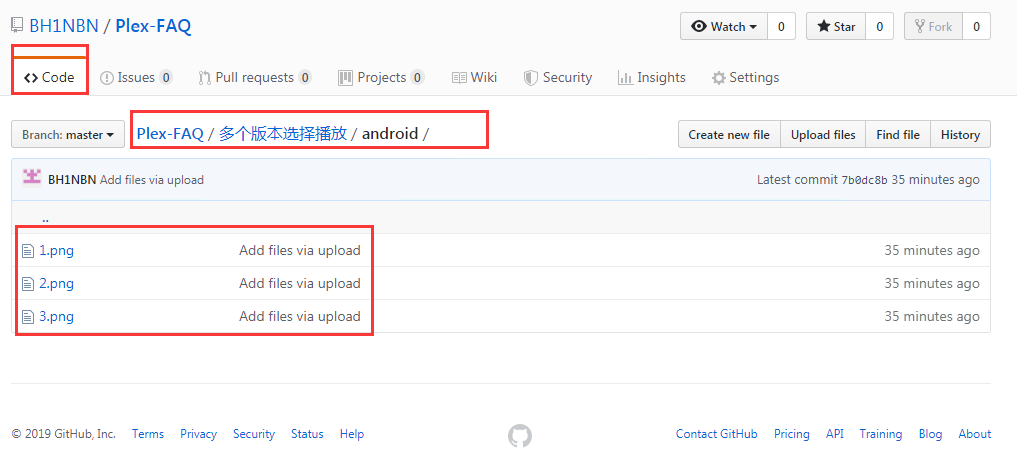 BH1NBN / Plex-FAQ Watch 0 Star 0 Fork 0
Code Issues 0 Pull requests 0 Projects 0 Wiki Security Insights Settings
Branch: master Plex-FAQ / 多个版本选择播放 / android / Create new file Upload files Find file History
BH1NBN Add files via upload Latest commit 7b0dc8b 35 minutes ago
..
1.png Add files via upload 35 minutes ago
2.png Add files via upload 35 minutes ago
3.png Add files via upload 35 minutes ago
© 2019 GitHub, Inc. Terms Privacy Security Status Help Contact GitHub Pricing API Training Blog About